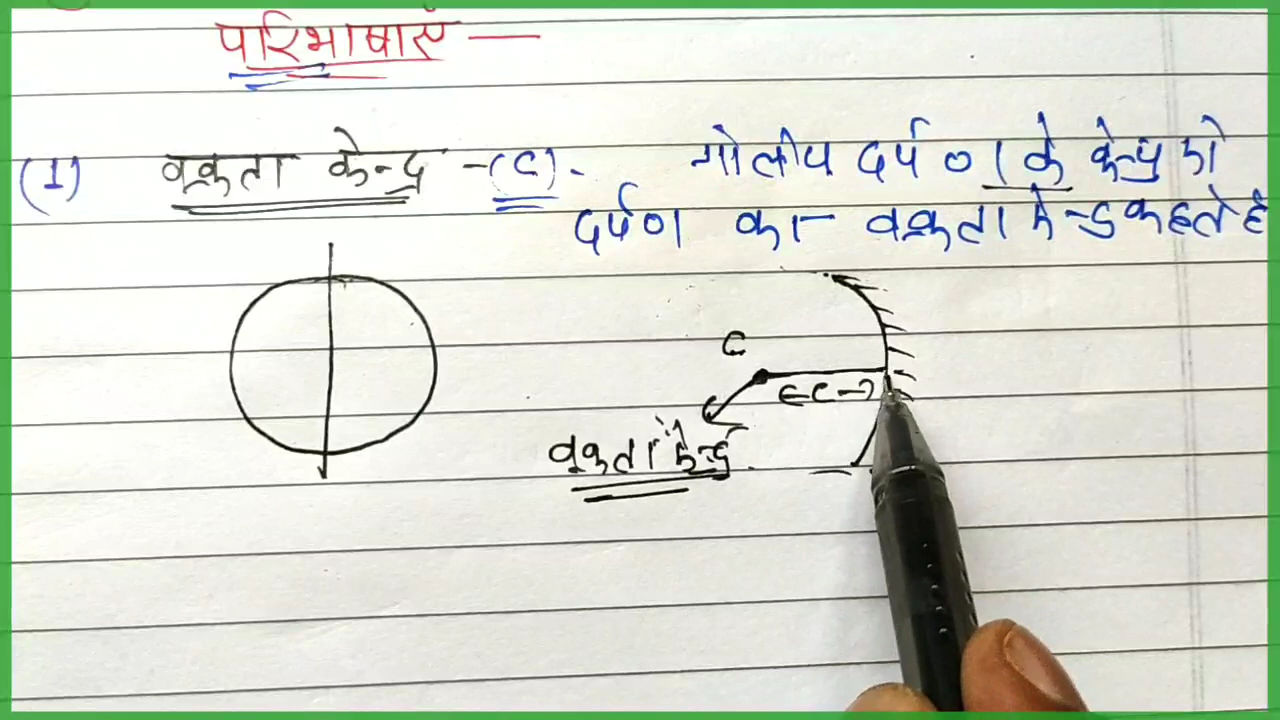 परिभाषाएं —
(1) वक्रता केन्द्र -(C). गोलीय दर्पण के केन्द्र को
दर्पण का वक्रता केन्द्र कहते है
C
←C→
वक्रता केन्द्र.